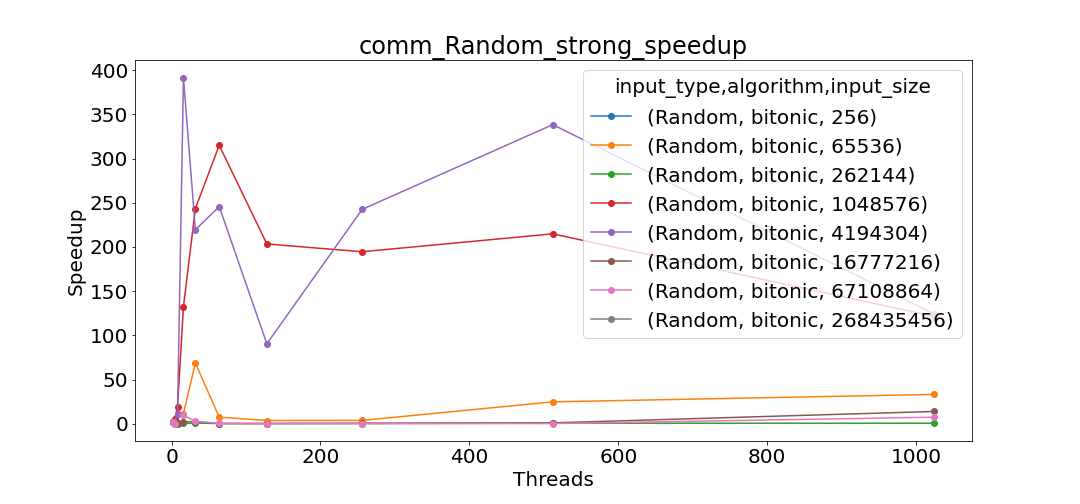 comm_Random_strong_speedup
400
350
300
250
200
150
100
50
0
Speedup
input_type,algorithm,input_size
(Random, bitonic, 256)
(Random, bitonic, 65536)
(Random, bitonic, 262144)
(Random, bitonic, 1048576)
(Random, bitonic, 4194304)
(Random, bitonic, 16777216)
(Random, bitonic, 67108864)
(Random, bitonic, 268435456)
0 200 400 600 800 1000
Threads